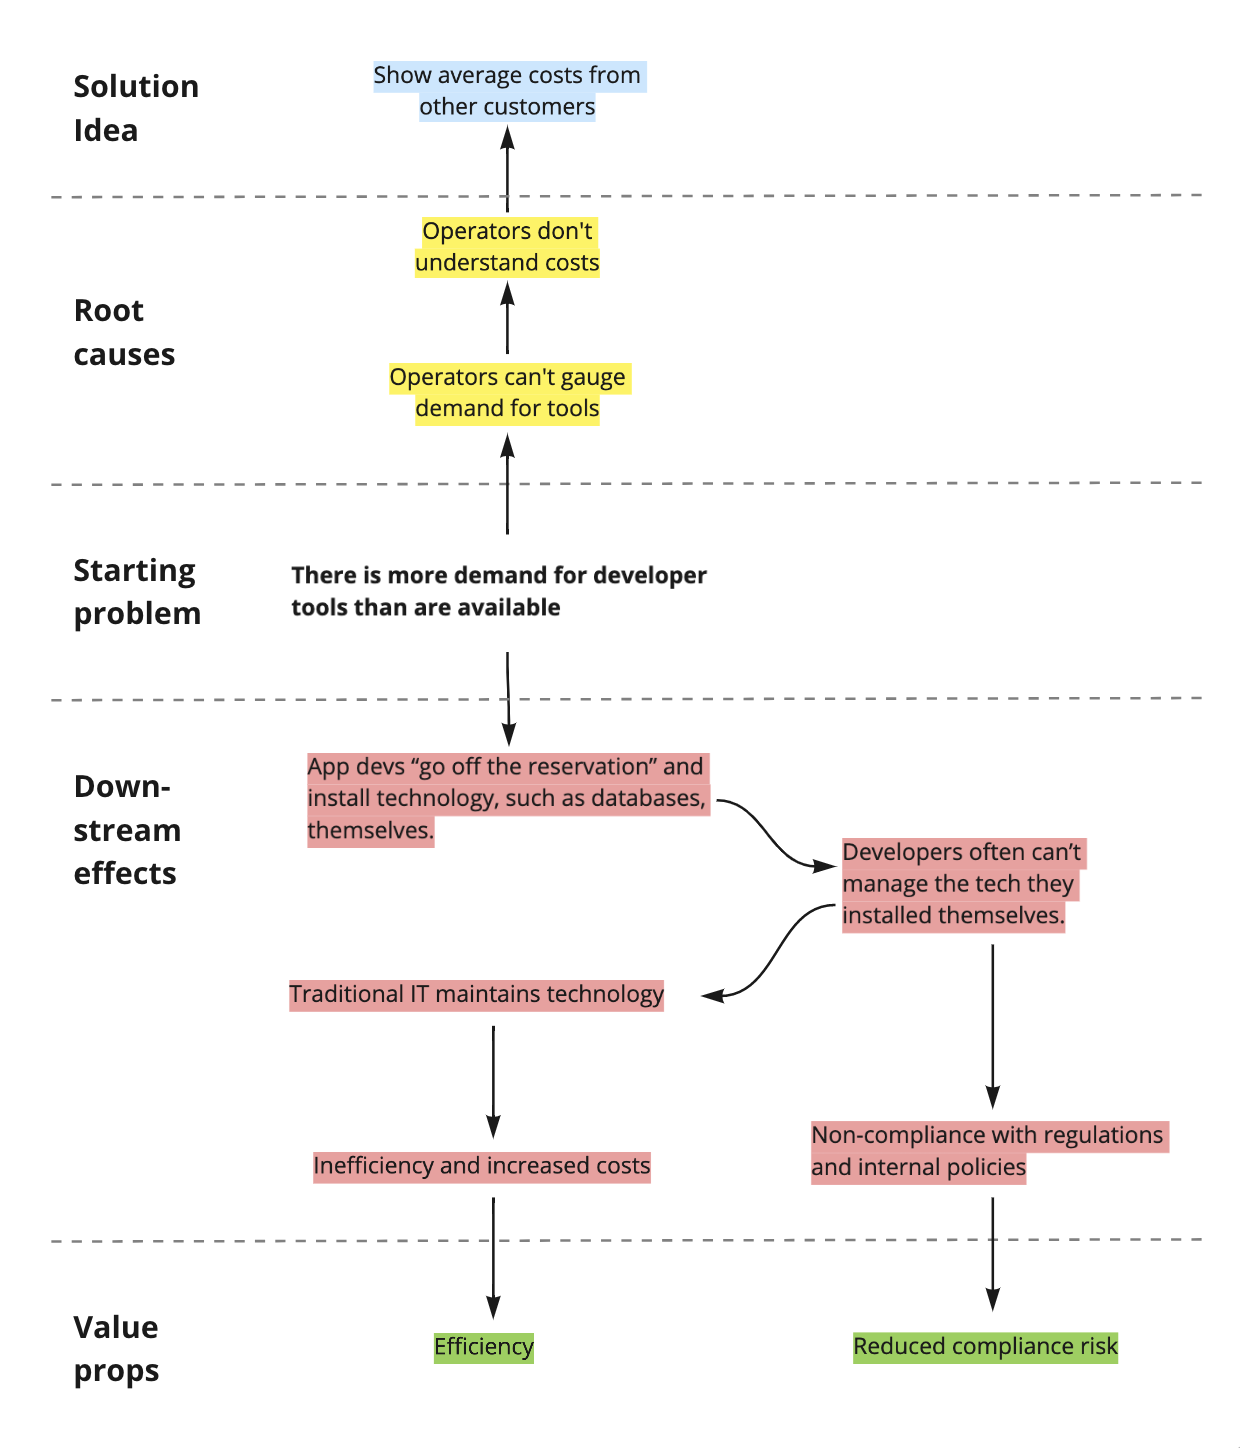 Solution
Idea
Show average costs from
other customers
Root
causes
Operators don't
understand costs
Operators can't gauge
demand for tools
Starting
problem
There is more demand for developer
tools than are available
Down-
stream
effects
App devs “go off the reservation” and
install technology, such as databases,
themselves.
Developers often can’t
manage the tech they
installed themselves.
Traditional IT maintains technology
Inefficiency and increased costs
Non-compliance with regulations
and internal policies
Value
props
Efficiency
Reduced compliance risk